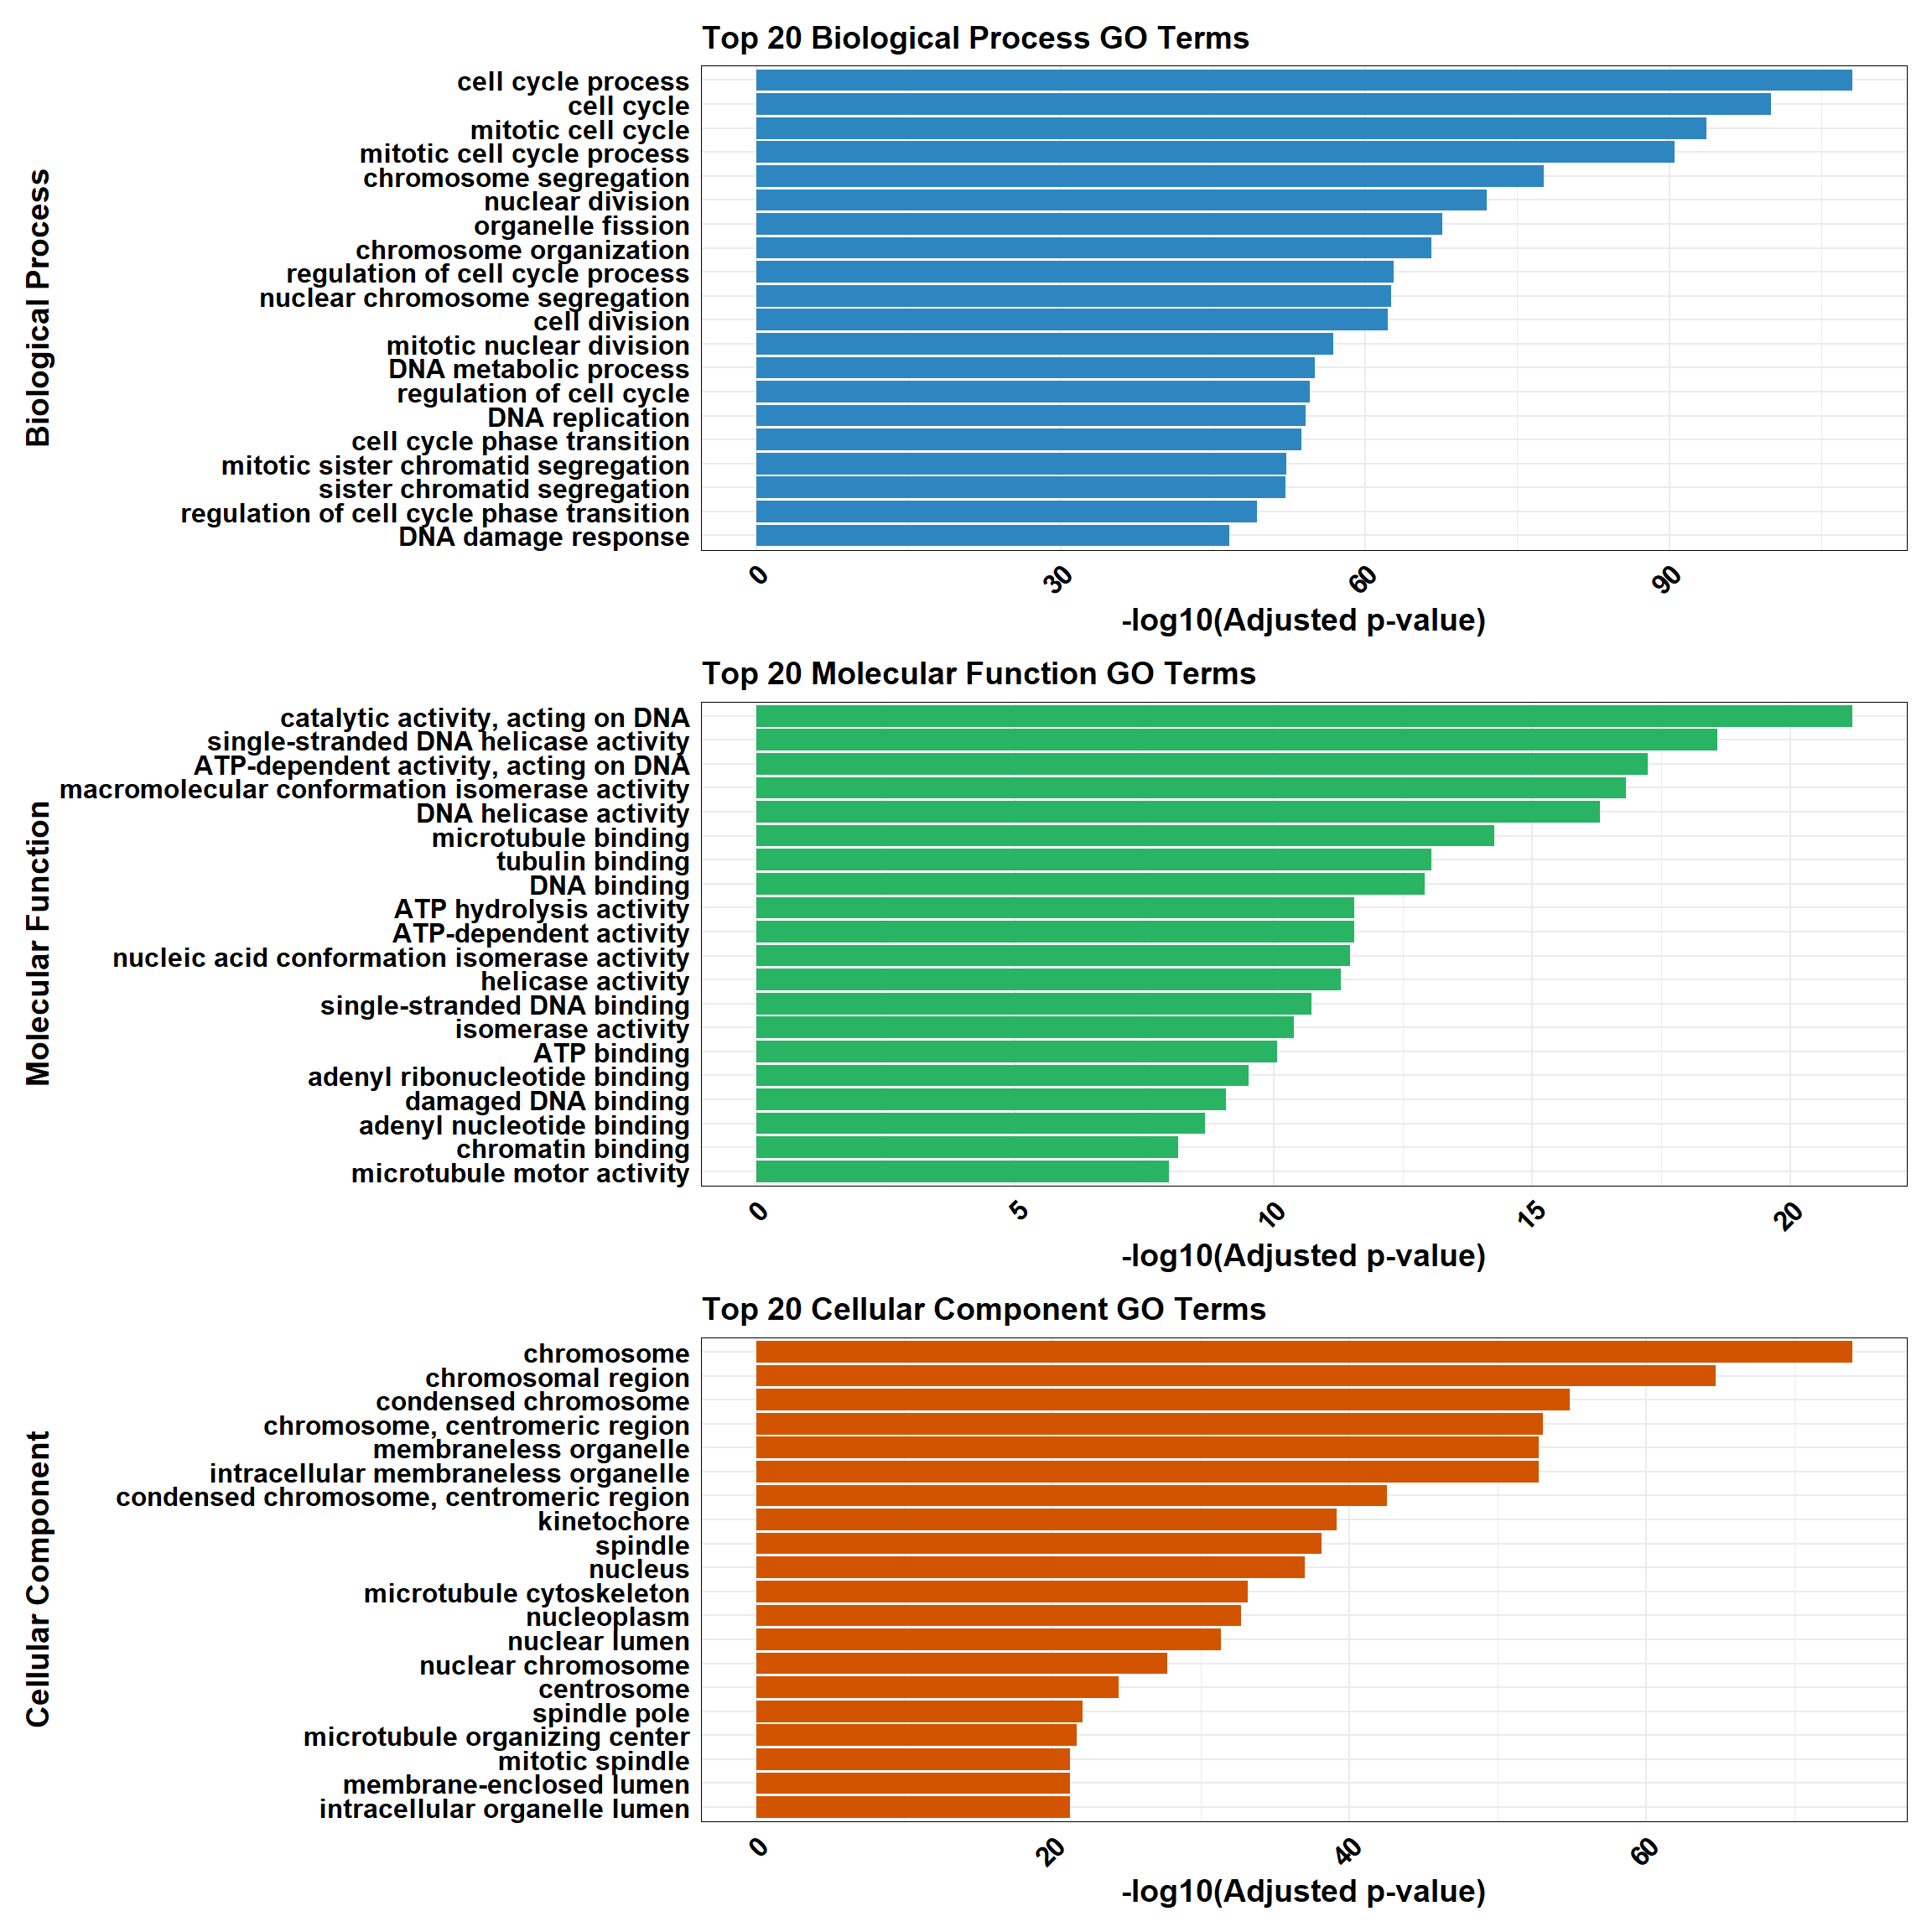 Top 20 Biological Process GO Terms
Biological Process
cell cycle process
cell cycle
mitotic cell cycle
mitotic cell cycle process
chromosome segregation
nuclear division
organelle fission
chromosome organization
regulation of cell cycle process
nuclear chromosome segregation
cell division
mitotic nuclear division
DNA metabolic process
regulation of cell cycle
DNA replication
cell cycle phase transition
mitotic sister chromatid segregation
sister chromatid segregation
regulation of cell cycle phase transition
DNA damage response
0 30 60 90
-log10(Adjusted p-value)
Top 20 Molecular Function GO Terms
Molecular Function
catalytic activity, acting on DNA
single-stranded DNA helicase activity
ATP-dependent activity, acting on DNA
macromolecular conformation isomerase activity
DNA helicase activity
microtubule binding
tubulin binding
DNA binding
ATP hydrolysis activity
ATP-dependent activity
nucleic acid conformation isomerase activity
helicase activity
single-stranded DNA binding
isomerase activity
ATP binding
adenyl ribonucleotide binding
damaged DNA binding
adenyl nucleotide binding
chromatin binding
microtubule motor activity
0 5 10 15 20
-log10(Adjusted p-value)
Top 20 Cellular Component GO Terms
Cellular Component
chromosome
chromosomal region
condensed chromosome
chromosome, centromeric region
membraneless organelle
intracellular membraneless organelle
condensed chromosome, centromeric region
kinetochore
spindle
nucleus
microtubule cytoskeleton
nucleoplasm
nuclear lumen
nuclear chromosome
centrosome
spindle pole
microtubule organizing center
mitotic spindle
membrane-enclosed lumen
intracellular organelle lumen
0 20 40 60
-log10(Adjusted p-value)